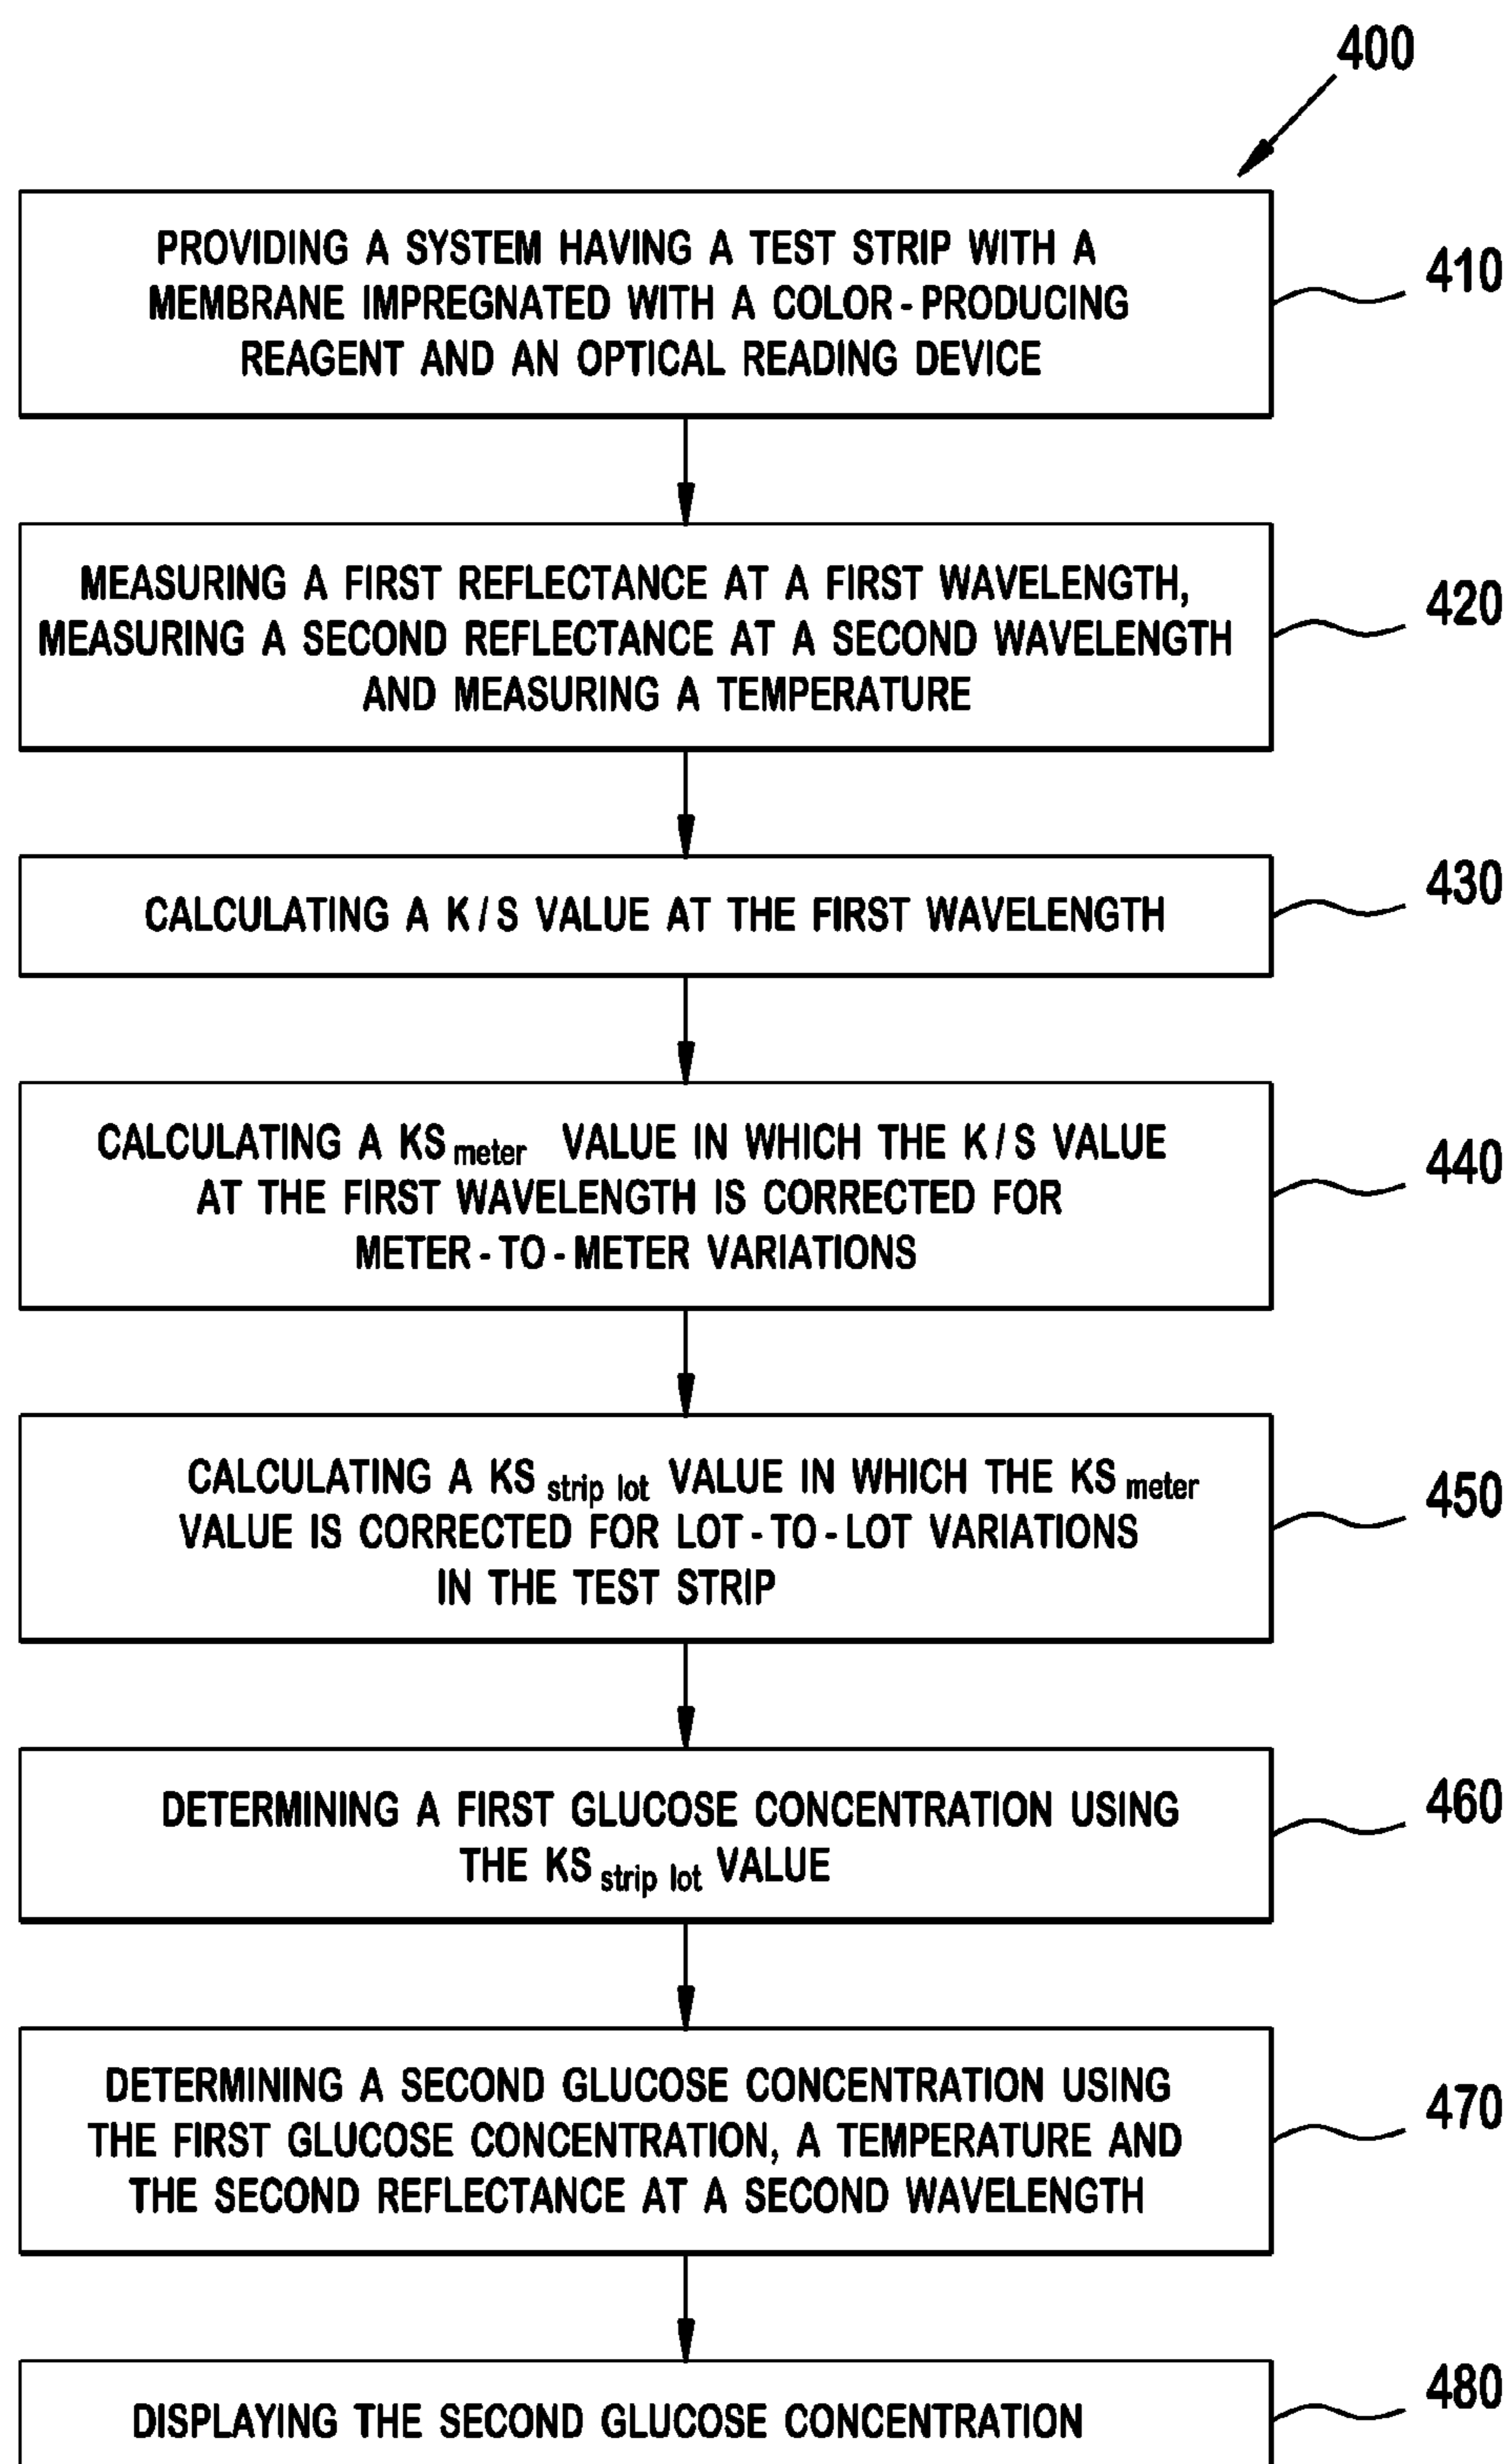 400
PROVIDING A SYSTEM HAVING A TEST STRIP WITH A
MEMBRANE IMPREGNATED WITH A COLOR-PRODUCING
REAGENT AND AN OPTICAL READING DEVICE
410
MEASURING A FIRST REFLECTANCE AT A FIRST WAVELENGTH,
MEASURING A SECOND REFLECTANCE AT A SECOND WAVELENGTH
AND MEASURING A TEMPERATURE
420
CALCULATING A K/S VALUE AT THE FIRST WAVELENGTH
430
CALCULATING A KS meter VALUE IN WHICH THE K/S VALUE
AT THE FIRST WAVELENGTH IS CORRECTED FOR
METER-TO-METER VARIATIONS
440
CALCULATING A KS strip lot VALUE IN WHICH THE KS meter
VALUE IS CORRECTED FOR LOT-TO-LOT VARIATIONS
IN THE TEST STRIP
450
DETERMINING A FIRST GLUCOSE CONCENTRATION USING
THE KS strip lot VALUE
460
DETERMINING A SECOND GLUCOSE CONCENTRATION USING
THE FIRST GLUCOSE CONCENTRATION, A TEMPERATURE AND
THE SECOND REFLECTANCE AT A SECOND WAVELENGTH
470
DISPLAYING THE SECOND GLUCOSE CONCENTRATION
480